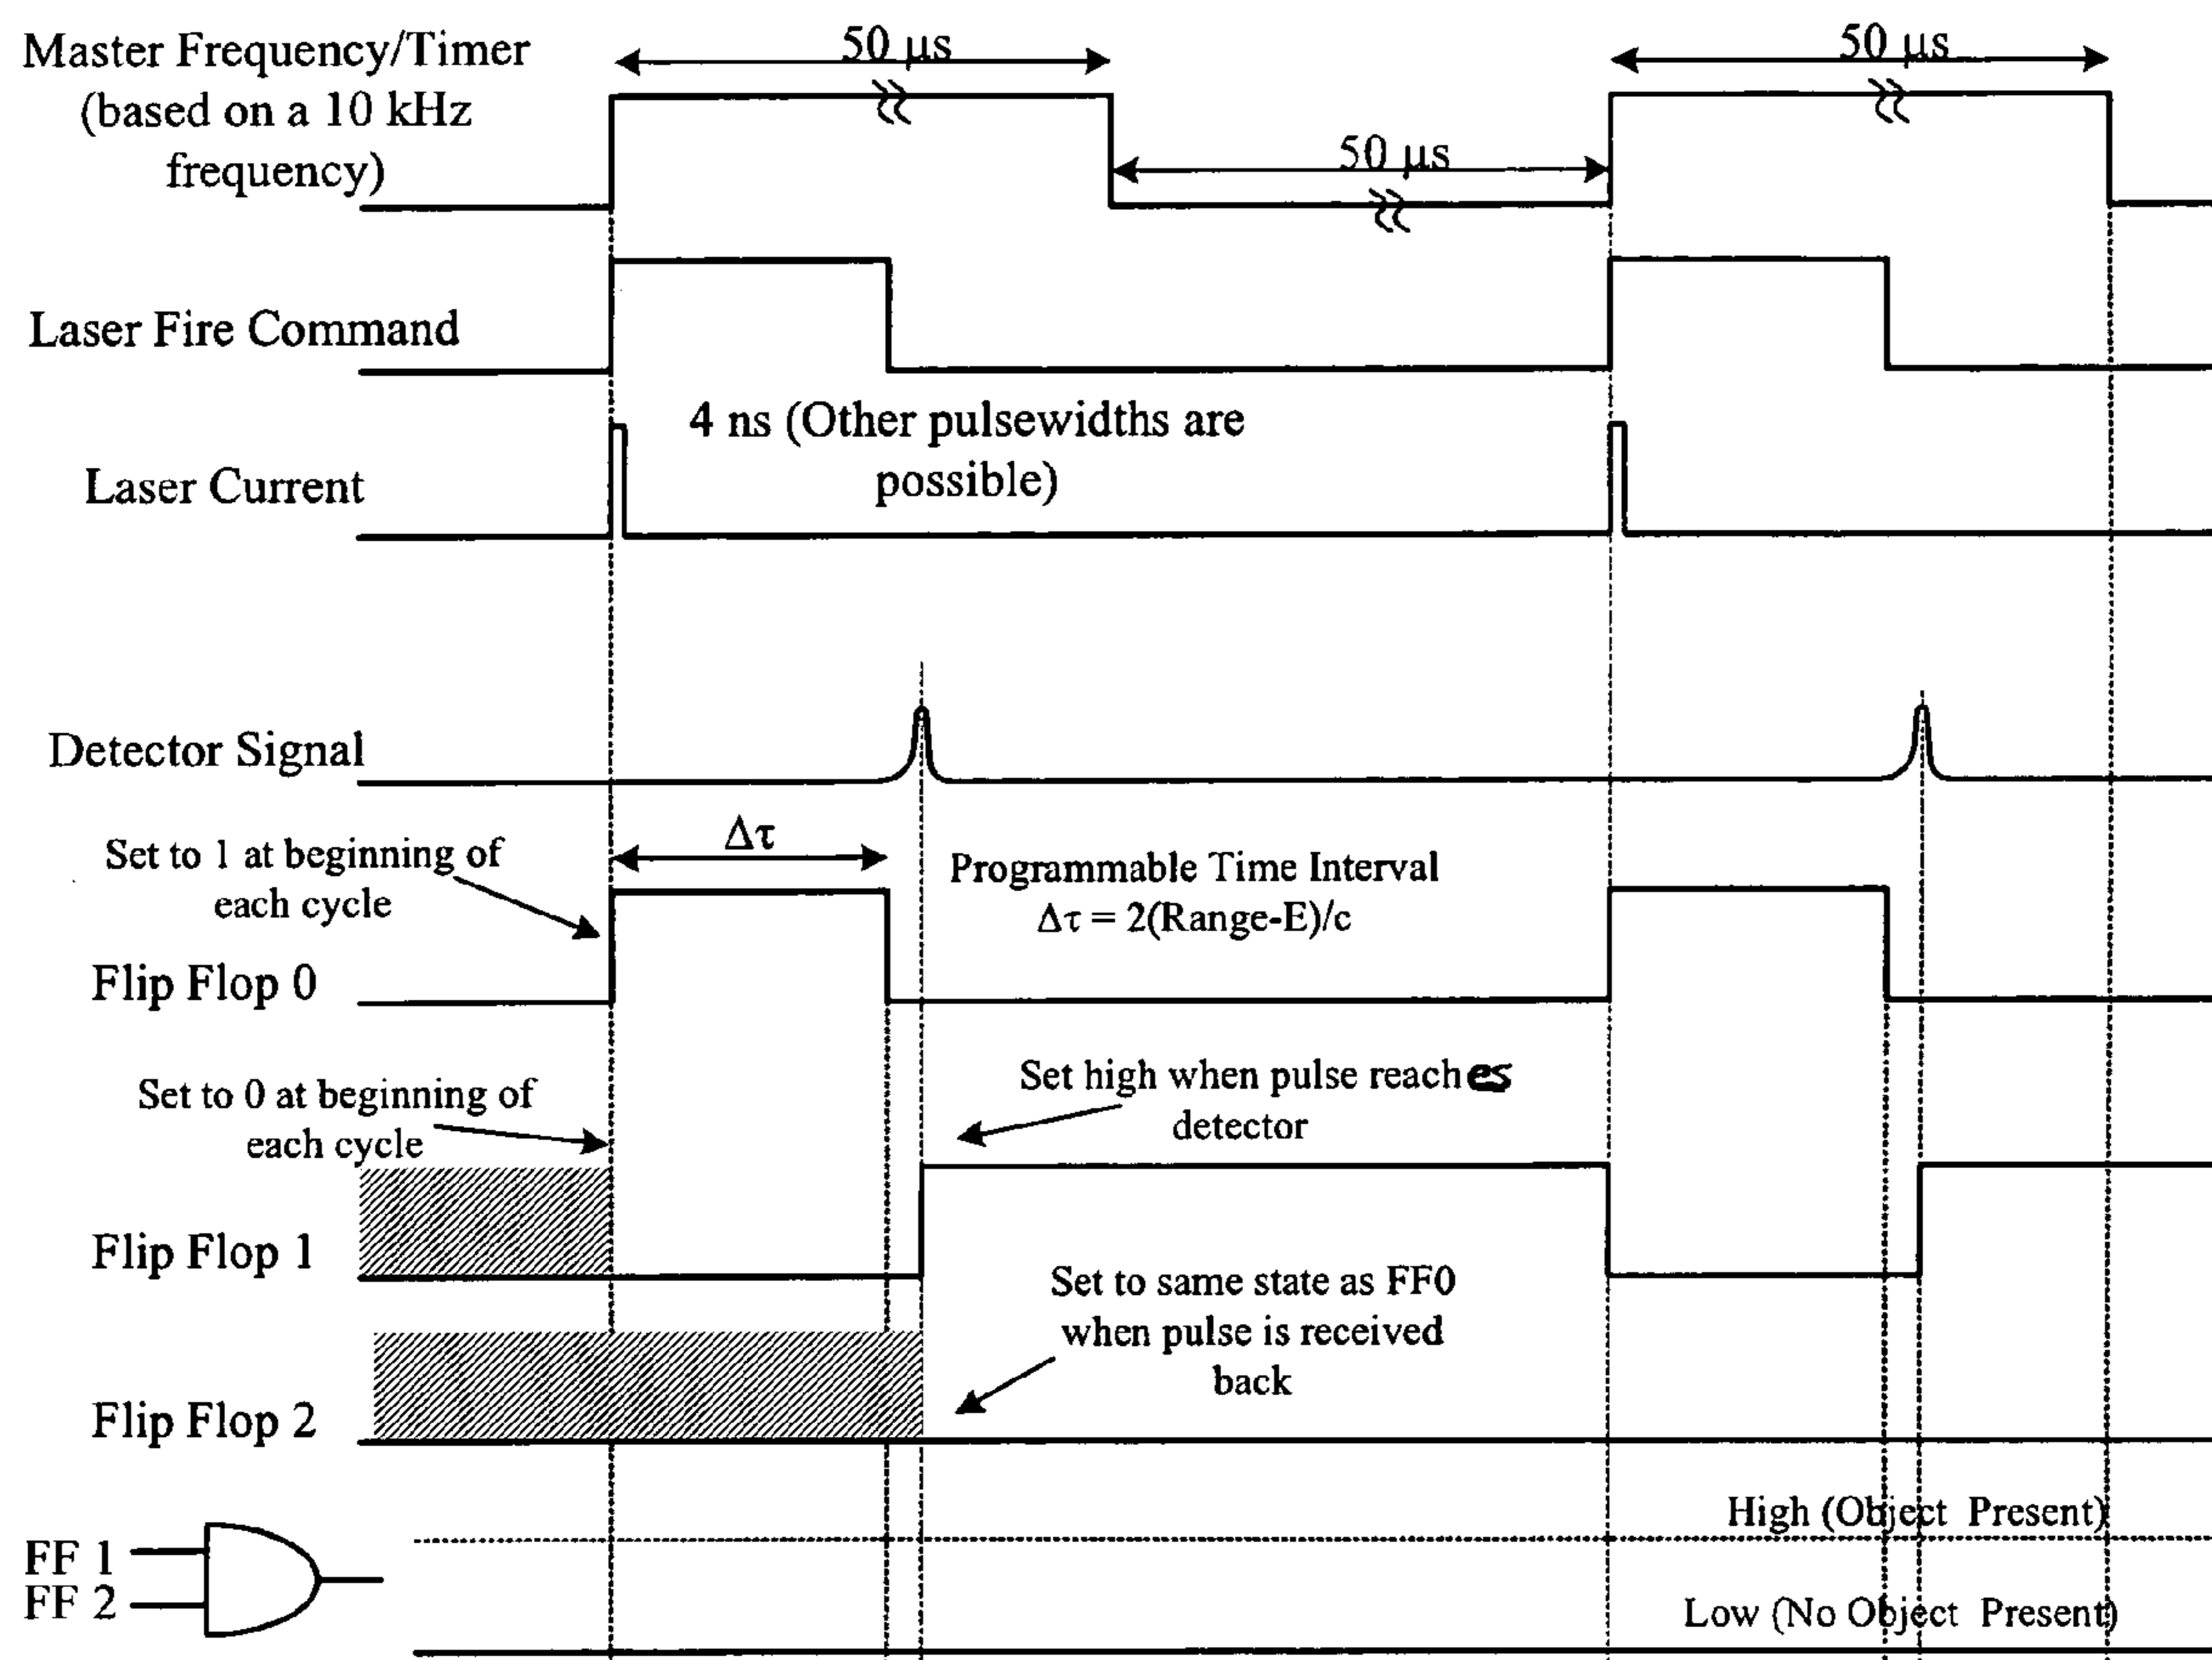 Master Frequency/Timer
(based on a 10 kHz
frequency)
50 μs
50 μs
50 μs
Laser Fire Command
4 ns (Other pulsewidths are
possible)
Laser Current
Detector Signal
Set to 1 at beginning of
each cycle
Δτ
Programmable Time Interval
Δτ = 2(Range-E)/c
Flip Flop 0
Set to 0 at beginning of
each cycle
Set high when pulse reaches
detector
Flip Flop 1
Set to same state as FF0
when pulse is received
back
Flip Flop 2
High (Object Present)
FF 1
FF 2
Low (No Object Present)